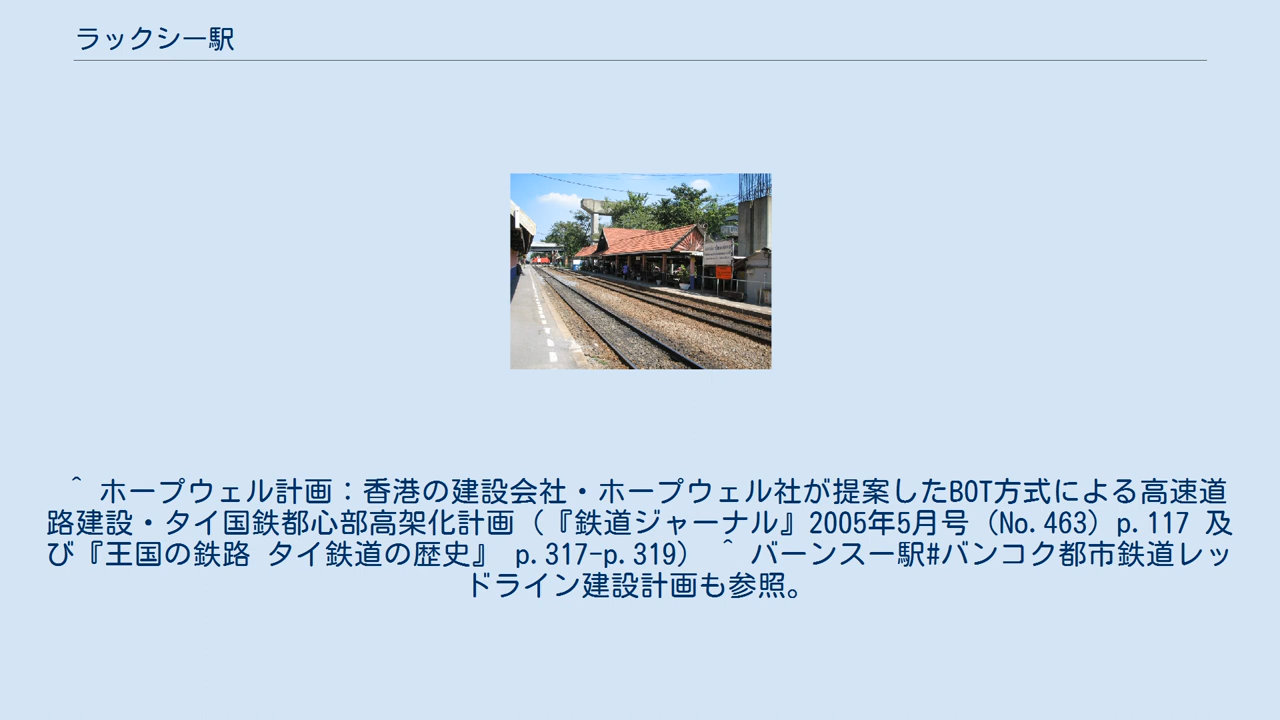 ラックシー駅
＾ ホープウェル計画：香港の建設会社・ホープウェル社が提案したBOT方式による高速道
路建設・タイ国鉄都心部高架化計画（『鉄道ジャーナル』2005年5月号（No.463）p.117 及
び『王国の鉄路 タイ鉄道の歴史』 p.317-p.319） ＾ バーンスー駅#バンコク都市鉄道レッ
ドライン建設計画も参照。